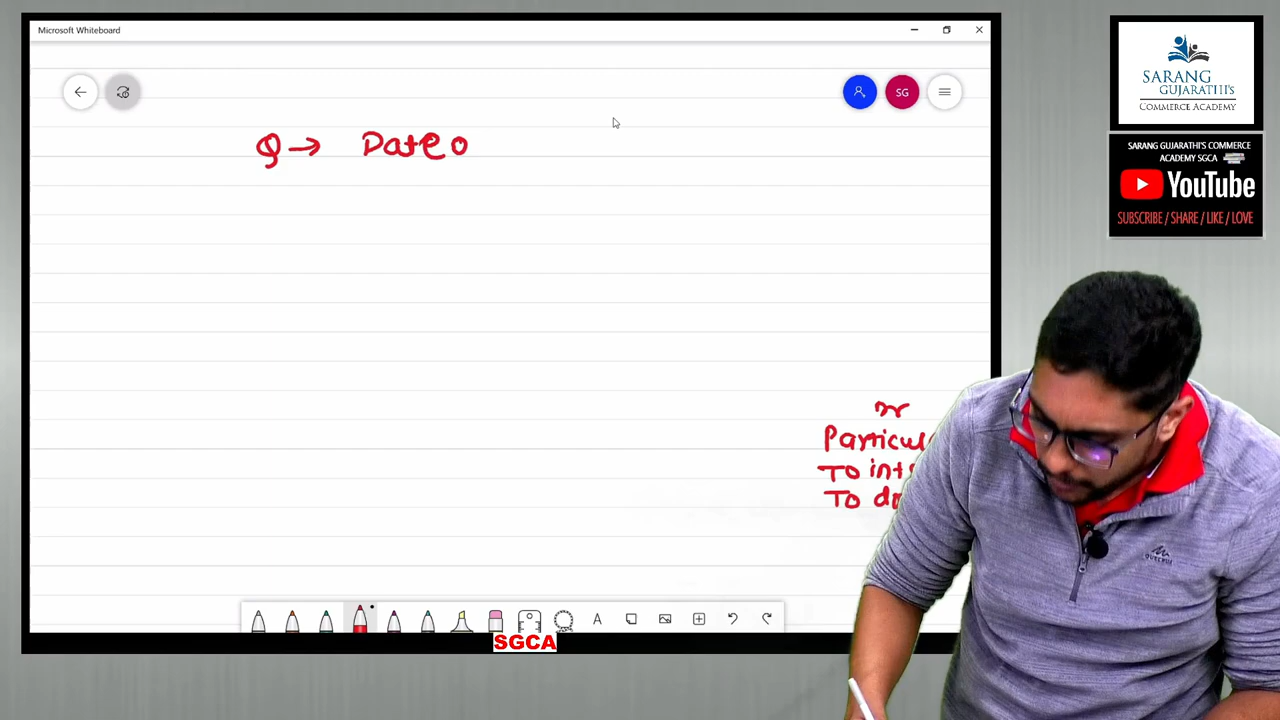 Microsoft Whiteboard
SG
SARANG
GUJARATHI'S
COMMERCE ACADEMY
SARANG GUJARATHI'S COMMERCE
ACADEMY SGCA
YouTube
SUBSCRIBE / SHARE / LIKE / LOVE
Q → Date o
Particul
To int
To d
A
SGCA